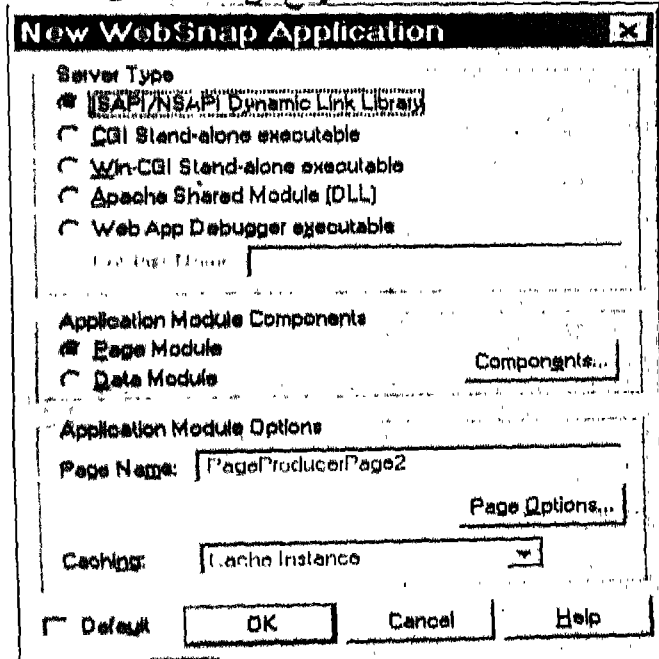 New WebSnap Application
Server Type
ISAPI/NSAPI Dynamic Link Library
CGI Stand-alone executable
Win-CGI Stand-alone executable
Apache Shared Module (DLL)
Web App Debugger executable
Application Module Components
Page Module
Data Module
Components...
Application Module Options
Page Name: PageProducerPage2
Page Options...
Caching: Cache Instance
Default OK Cancel Help